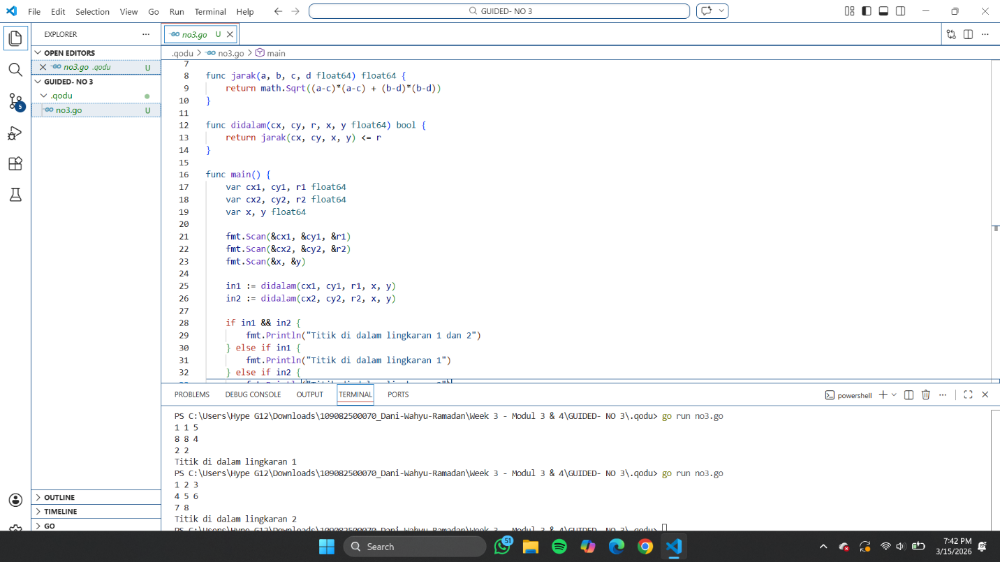 File Edit Selection View Go Run Terminal Help
GUIDED- NO 3
EXPLORER
OPEN EDITORS
no3.go .qodu U
GUIDED- NO 3
.qodu
no3.go U
5
OUTLINE
TIMELINE
GO
no3.go U
.qodu > no3.go > main
7
8 func jarak(a, b, c, d float64) float64 {
9 return math.Sqrt((a-c)*(a-c) + (b-d)*(b-d))
10 }
11
12 func didalam(cx, cy, r, x, y float64) bool {
13 return jarak(cx, cy, x, y) <= r
14 }
15
16 func main() {
17 var cx1, cy1, r1 float64
18 var cx2, cy2, r2 float64
19 var x, y float64
20
21 fmt.Scan(&cx1, &cy1, &r1)
22 fmt.Scan(&cx2, &cy2, &r2)
23 fmt.Scan(&x, &y)
24
25 in1 := didalam(cx1, cy1, r1, x, y)
26 in2 := didalam(cx2, cy2, r2, x, y)
27
28 if in1 && in2 {
29 fmt.Println("Titik di dalam lingkaran 1 dan 2")
30 } else if in1 {
31 fmt.Println("Titik di dalam lingkaran 1")
32 } else if in2 {
PROBLEMS DEBUG CONSOLE OUTPUT TERMINAL PORTS
powershell
PS C:\Users\Hype G12\Downloads\109082500070_Dani-Wahyu-Ramadan\Week 3 - Modul 3 & 4\GUIDED- NO 3\.qodu> go run no3.go
1 1 5
8 8 4
2 2
Titik di dalam lingkaran 1
PS C:\Users\Hype G12\Downloads\109082500070_Dani-Wahyu-Ramadan\Week 3 - Modul 3 & 4\GUIDED- NO 3\.qodu> go run no3.go
1 2 3
4 5 6
7 8
Titik di dalam lingkaran 2
PS C:\Users\Hype G12\Downloads\109082500070_Dani-Wahyu-Ramadan\Week 3 - Modul 3 & 4\GUIDED- NO 3\.qodu>
Search
51
7:42 PM
3/15/2026